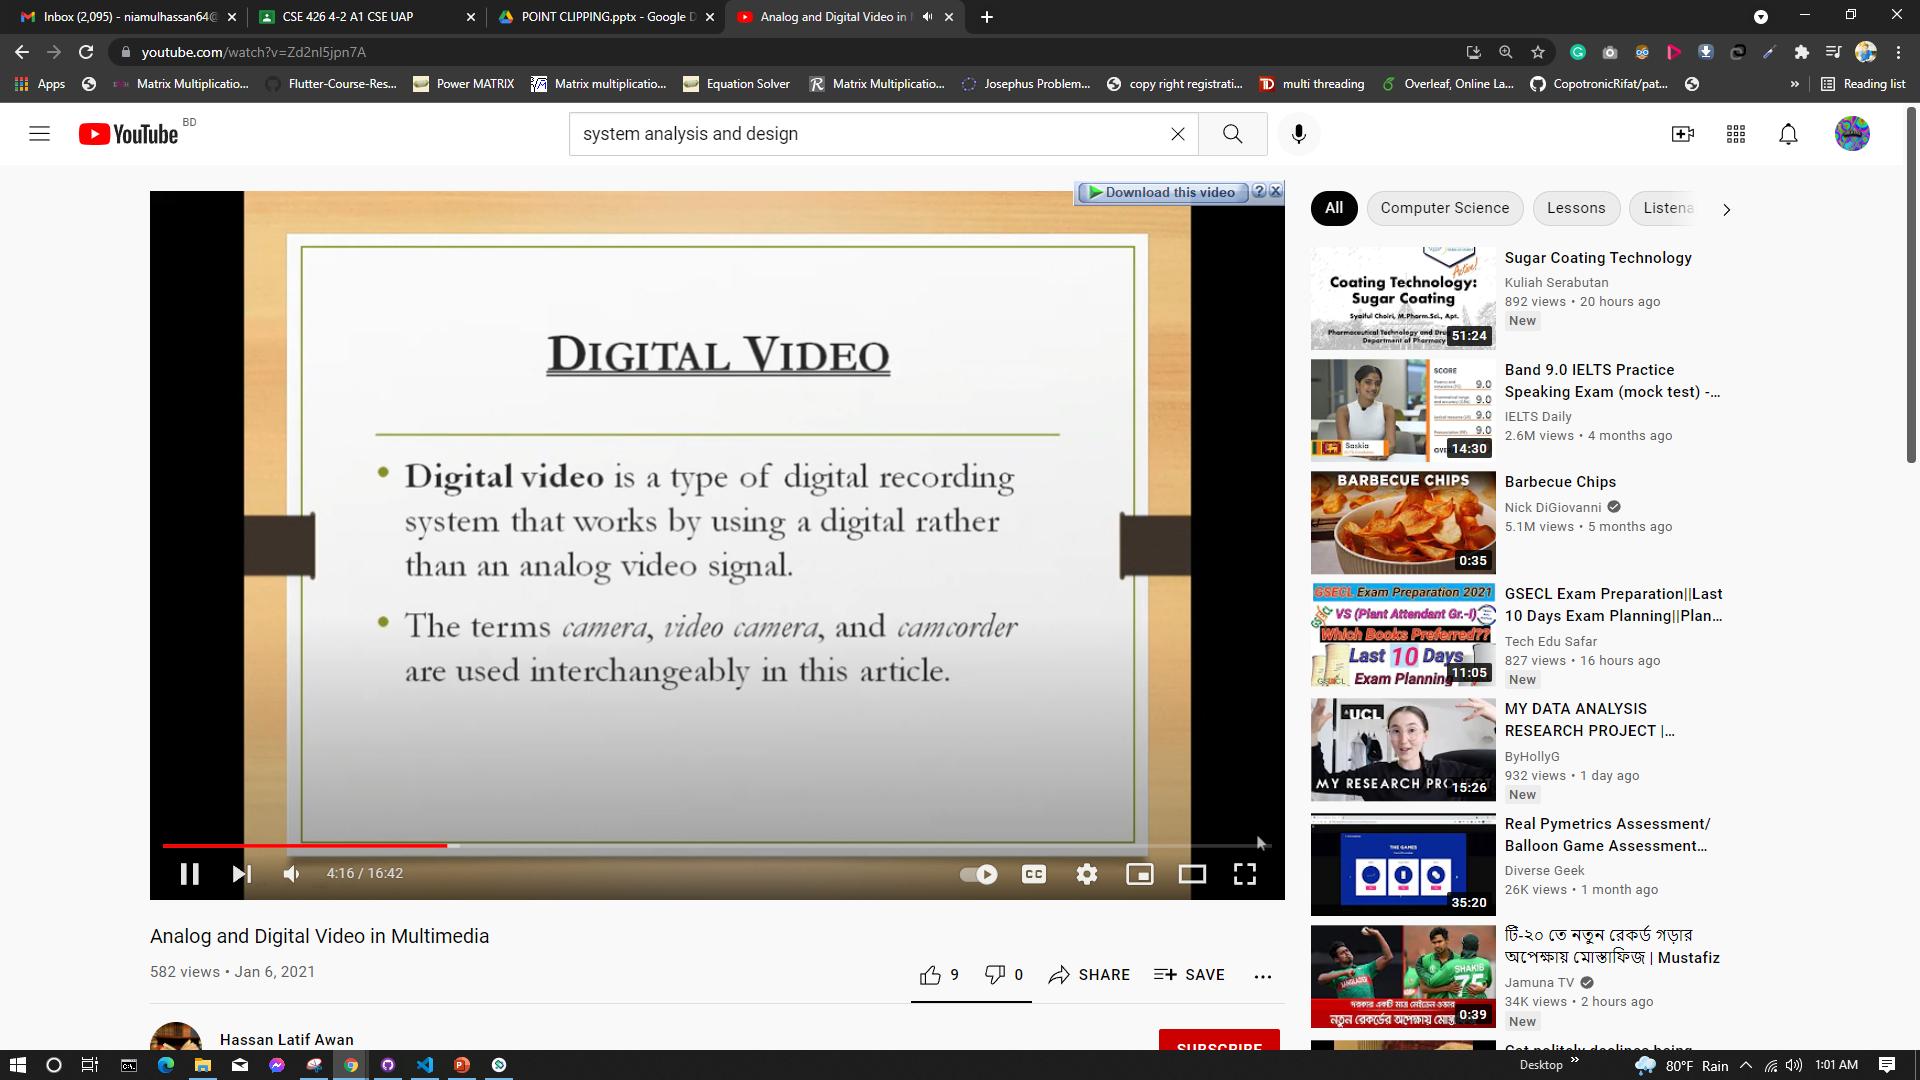 Inbox (2,095) - niamulhassan64@
CSE 426 4-2 A1 CSE UAP
POINT CLIPPING.pptx - Google D
Analog and Digital Video in
youtube.com/watch?v=Zd2nI5jpn7A
Apps
Matrix Multiplicatio...
Flutter-Course-Res...
Power MATRIX
Matrix multiplicatio...
Equation Solver
Matrix Multiplicatio...
Josephus Problem...
copy right registrati...
multi threading
Overleaf, Online La...
CopotronicRifat/pat...
»
Reading list
YouTube BD
system analysis and design
Download this video ?
DIGITAL VIDEO
• Digital video is a type of digital recording
system that works by using a digital rather
than an analog video signal.
• The terms camera, video camera, and camcorder
are used interchangeably in this article.
4:16 / 16:42
CC
Analog and Digital Video in Multimedia
582 views • Jan 6, 2021
9
0
SHARE
SAVE
Hassan Latif Awan
SUBSCRIBE
All
Computer Science
Lessons
Listena
Coating Technology:
Sugar Coating
Syaiful Choiri, M.Pharm.Sci., Apt.
Department of Pharmacy
51:24
Sugar Coating Technology
Kuliah Serabutan
892 views • 20 hours ago
New
SCORE
9.0
9.0
9.0
9.0
Saskia
14:30
Band 9.0 IELTS Practice
Speaking Exam (mock test) -...
IELTS Daily
2.6M views • 4 months ago
BARBECUE CHIPS
0:35
Barbecue Chips
Nick DiGiovanni
5.1M views • 5 months ago
GSECL Exam Preparation 2021
VS (Plant Attendant Gr.-I)
Which Books Preferred??
Last 10 Days
Exam Planning
11:05
GSECL Exam Preparation||Last
10 Days Exam Planning||Plan...
Tech Edu Safar
827 views • 16 hours ago
New
UCL
MY RESEARCH PROJECT
15:26
MY DATA ANALYSIS
RESEARCH PROJECT |...
ByHollyG
932 views • 1 day ago
New
THE GAMES
35:20
Real Pymetrics Assessment/
Balloon Game Assessment...
Diverse Geek
26K views • 1 month ago
BANGLADESH
SHAKIB
75
নতুন রেকর্ডের অপেক্ষায়
0:39
টি-২০ তে নতুন রেকর্ড গড়ার
অপেক্ষায় মোস্তাফিজ | Mustafiz
Jamuna TV
34K views • 2 hours ago
New
Desktop »
80°F Rain
1:01 AM